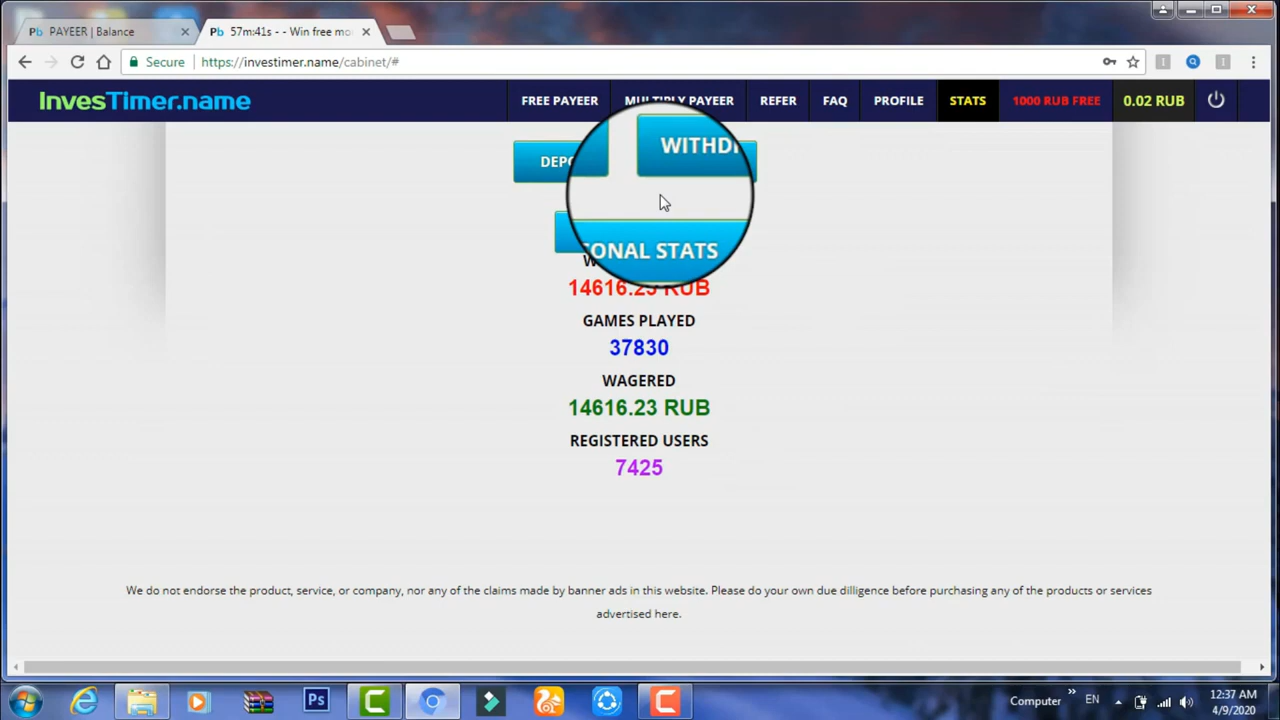 Pb PAYEER | Balance
Pb 57m:41s - - Win free mo
Secure https://investimer.name/cabinet/#
InvesTimer.name
FREE PAYEER MULTIPLY PAYEER REFER FAQ PROFILE STATS 1000 RUB FREE 0.02 RUB
DEPO WITHD
ONAL STATS
14616.23 RUB
GAMES PLAYED
37830
WAGERED
14616.23 RUB
REGISTERED USERS
7425
We do not endorse the product, service, or company, nor any of the claims made by banner ads in this website. Please do your own due dilligence before purchasing any of the products or services
advertised here.
Ps
Computer » EN
12:37 AM
4/9/2020